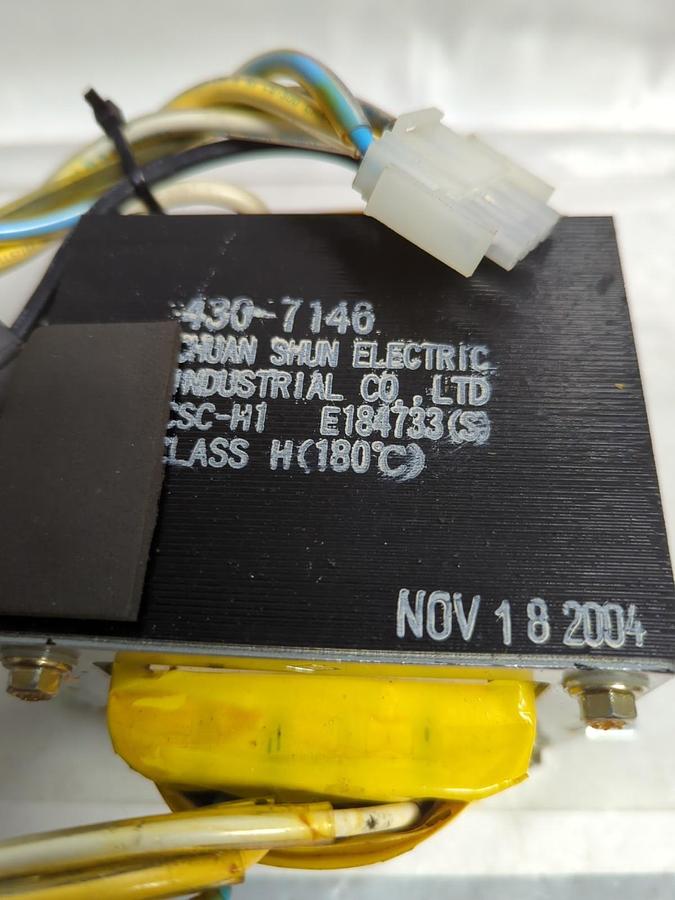 430-7146
CHUAN SHUN ELECTRIC
INDUSTRIAL CO.,LTD
CSC-H1 E184733(S)
CLASS H(180℃)
NOV 18 2004